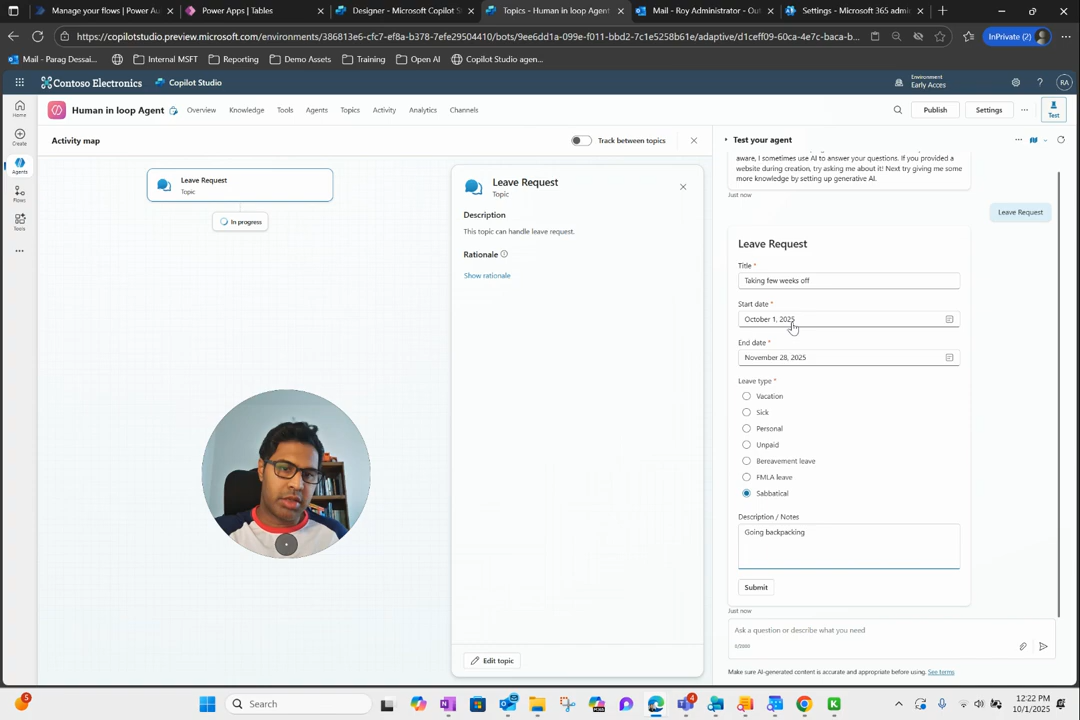 Manage your flows | Power Au
Power Apps | Tables
Designer - Microsoft Copilot S
Topics - Human in loop Agent
Mail - Roy Administrator - Out
Settings - Microsoft 365 admi
https://copilotstudio.preview.microsoft.com/environments/386813e6-cfc7-ef8a-b378-7efe29504410/bots/9ee6dd1a-099e-f011-bbd2-7c1e5258b61e/adaptive/d1ceff09-60ca-4e7c-baca-b...
InPrivate (2)
Mail - Parag Dessai...
Internal MSFT
Reporting
Demo Assets
Training
Open AI
Copilot Studio agen...
Contoso Electronics
Copilot Studio
Environment
Early Acces
RA
Home
Create
Agents
Flows
Tools
Human in loop Agent
Overview
Knowledge
Tools
Agents
Topics
Activity
Analytics
Channels
Publish
Settings
Test
Activity map
Track between topics
Leave Request
Topic
In progress
Leave Request
Topic
Description
This topic can handle leave request.
Rationale
Show rationale
Edit topic
Test your agent
aware, I sometimes use AI to answer your questions. If you provided a
website during creation, try asking me about it! Next try giving me some
more knowledge by setting up generative AI.
Just now
Leave Request
Leave Request
Title *
Taking few weeks off
Start date *
October 1, 2025
End date *
November 28, 2025
Leave type *
Vacation
Sick
Personal
Unpaid
Bereavement leave
FMLA leave
Sabbatical
Description / Notes
Going backpacking
Submit
Just now
Ask a question or describe what you need
0/2000
Make sure AI-generated content is accurate and appropriate before using. See terms
5
Search
4
12:22 PM
10/1/2025